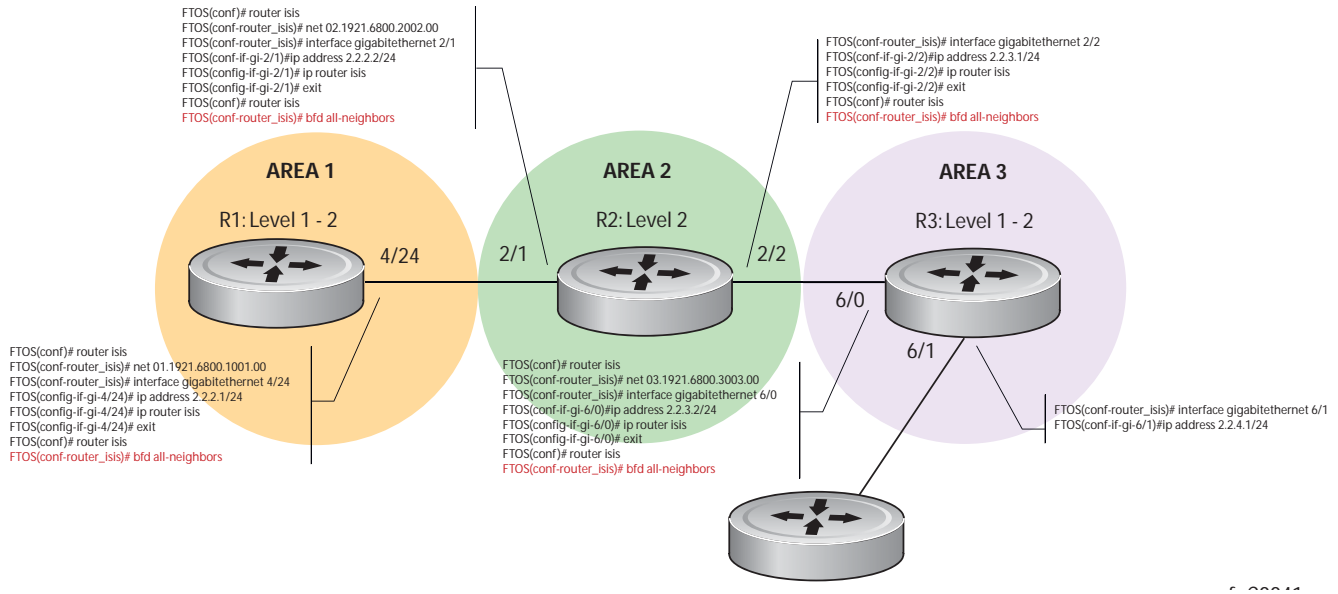 FTOS(conf)# router isis
FTOS(conf-router_isis)# net 02.1921.6800.2002.00
FTOS(conf-router_isis)# interface gigabitethernet 2/1
FTOS(conf-if-gi-2/1)#ip address 2.2.2.2/24
FTOS(config-if-gi-2/1)# ip router isis
FTOS(config-if-gi-2/1)# exit
FTOS(conf)# router isis
FTOS(conf-router_isis)# bfd all-neighbors
FTOS(conf-router_isis)# interface gigabitethernet 2/2
FTOS(conf-if-gi-2/2)#ip address 2.2.3.1/24
FTOS(config-if-gi-2/2)# ip router isis
FTOS(config-if-gi-2/2)# exit
FTOS(conf)# router isis
FTOS(conf-router_isis)# bfd all-neighbors
AREA 1
AREA 2
AREA 3
R1: Level 1 - 2
R2: Level 2
R3: Level 1 - 2
4/24
2/1
2/2
6/0
6/1
FTOS(conf)# router isis
FTOS(conf-router_isis)# net 01.1921.6800.1001.00
FTOS(conf-router_isis)# interface gigabitethernet 4/24
FTOS(config-if-gi-4/24)# ip address 2.2.2.1/24
FTOS(config-if-gi-4/24)# ip router isis
FTOS(config-if-gi-4/24)# exit
FTOS(conf)# router isis
FTOS(conf-router_isis)# bfd all-neighbors
FTOS(conf)# router isis
FTOS(conf-router_isis)# net 03.1921.6800.3003.00
FTOS(conf-router_isis)# interface gigabitethernet 6/0
FTOS(conf-if-gi-6/0)#ip address 2.2.3.2/24
FTOS(config-if-gi-6/0)# ip router isis
FTOS(config-if-gi-6/0)# exit
FTOS(conf)# router isis
FTOS(conf-router_isis)# bfd all-neighbors
FTOS(conf-router_isis)# interface gigabitethernet 6/1
FTOS(conf-if-gi-6/1)#ip address 2.2.4.1/24